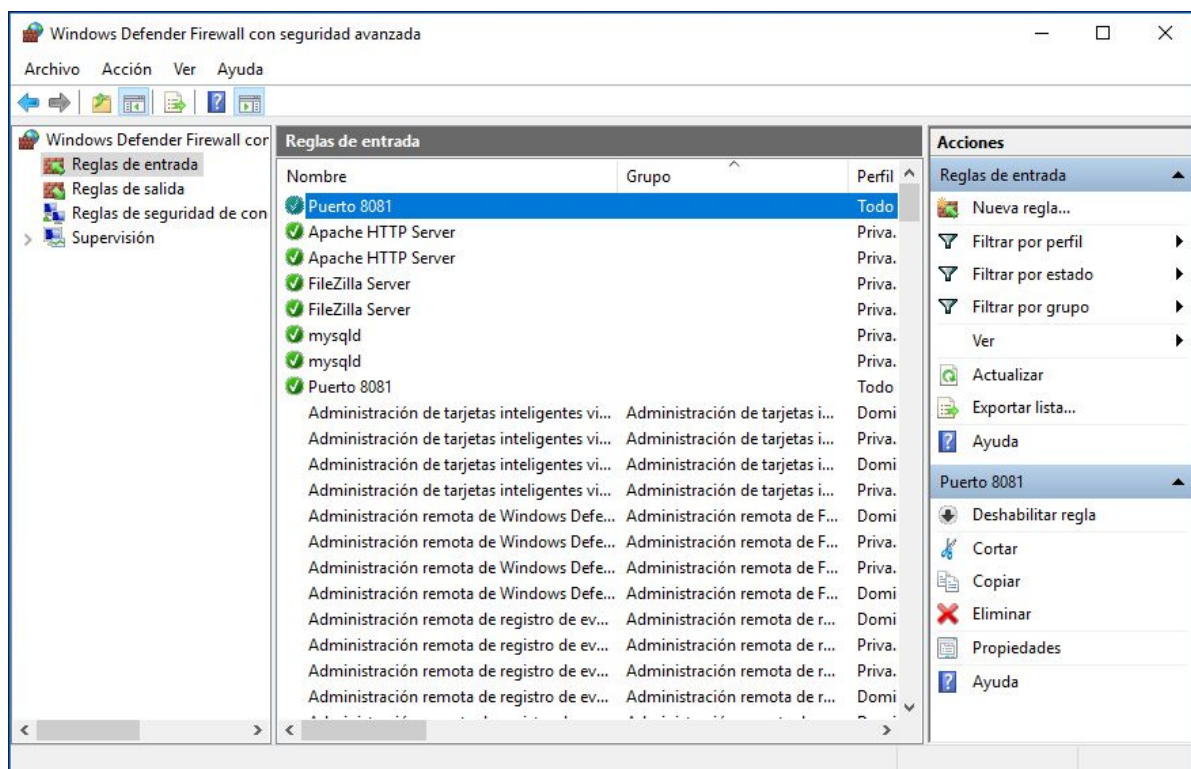 Windows Defender Firewall con seguridad avanzada
Archivo Acción Ver Ayuda
Windows Defender Firewall con
Reglas de entrada
Reglas de salida
Reglas de seguridad de con
Supervisión
Reglas de entrada
Nombre Grupo Perfil
Puerto 8081 Todo
Apache HTTP Server Priva.
Apache HTTP Server Priva.
FileZilla Server Priva.
FileZilla Server Priva.
mysqld Priva.
mysqld Priva.
Puerto 8081 Todo
Administración de tarjetas inteligentes vi... Administración de tarjetas i... Domi
Administración de tarjetas inteligentes vi... Administración de tarjetas i... Priva.
Administración de tarjetas inteligentes vi... Administración de tarjetas i... Domi
Administración de tarjetas inteligentes vi... Administración de tarjetas i... Priva.
Administración remota de Windows Defe... Administración remota de F... Domi
Administración remota de Windows Defe... Administración remota de F... Priva.
Administración remota de Windows Defe... Administración remota de F... Priva.
Administración remota de Windows Defe... Administración remota de F... Domi
Administración remota de registro de ev... Administración remota de r... Domi
Administración remota de registro de ev... Administración remota de r... Priva.
Administración remota de registro de ev... Administración remota de r... Priva.
Administración remota de registro de ev... Administración remota de r... Domi
Acciones
Reglas de entrada
Nueva regla...
Filtrar por perfil
Filtrar por estado
Filtrar por grupo
Ver
Actualizar
Exportar lista...
Ayuda
Puerto 8081
Deshabilitar regla
Cortar
Copiar
Eliminar
Propiedades
Ayuda